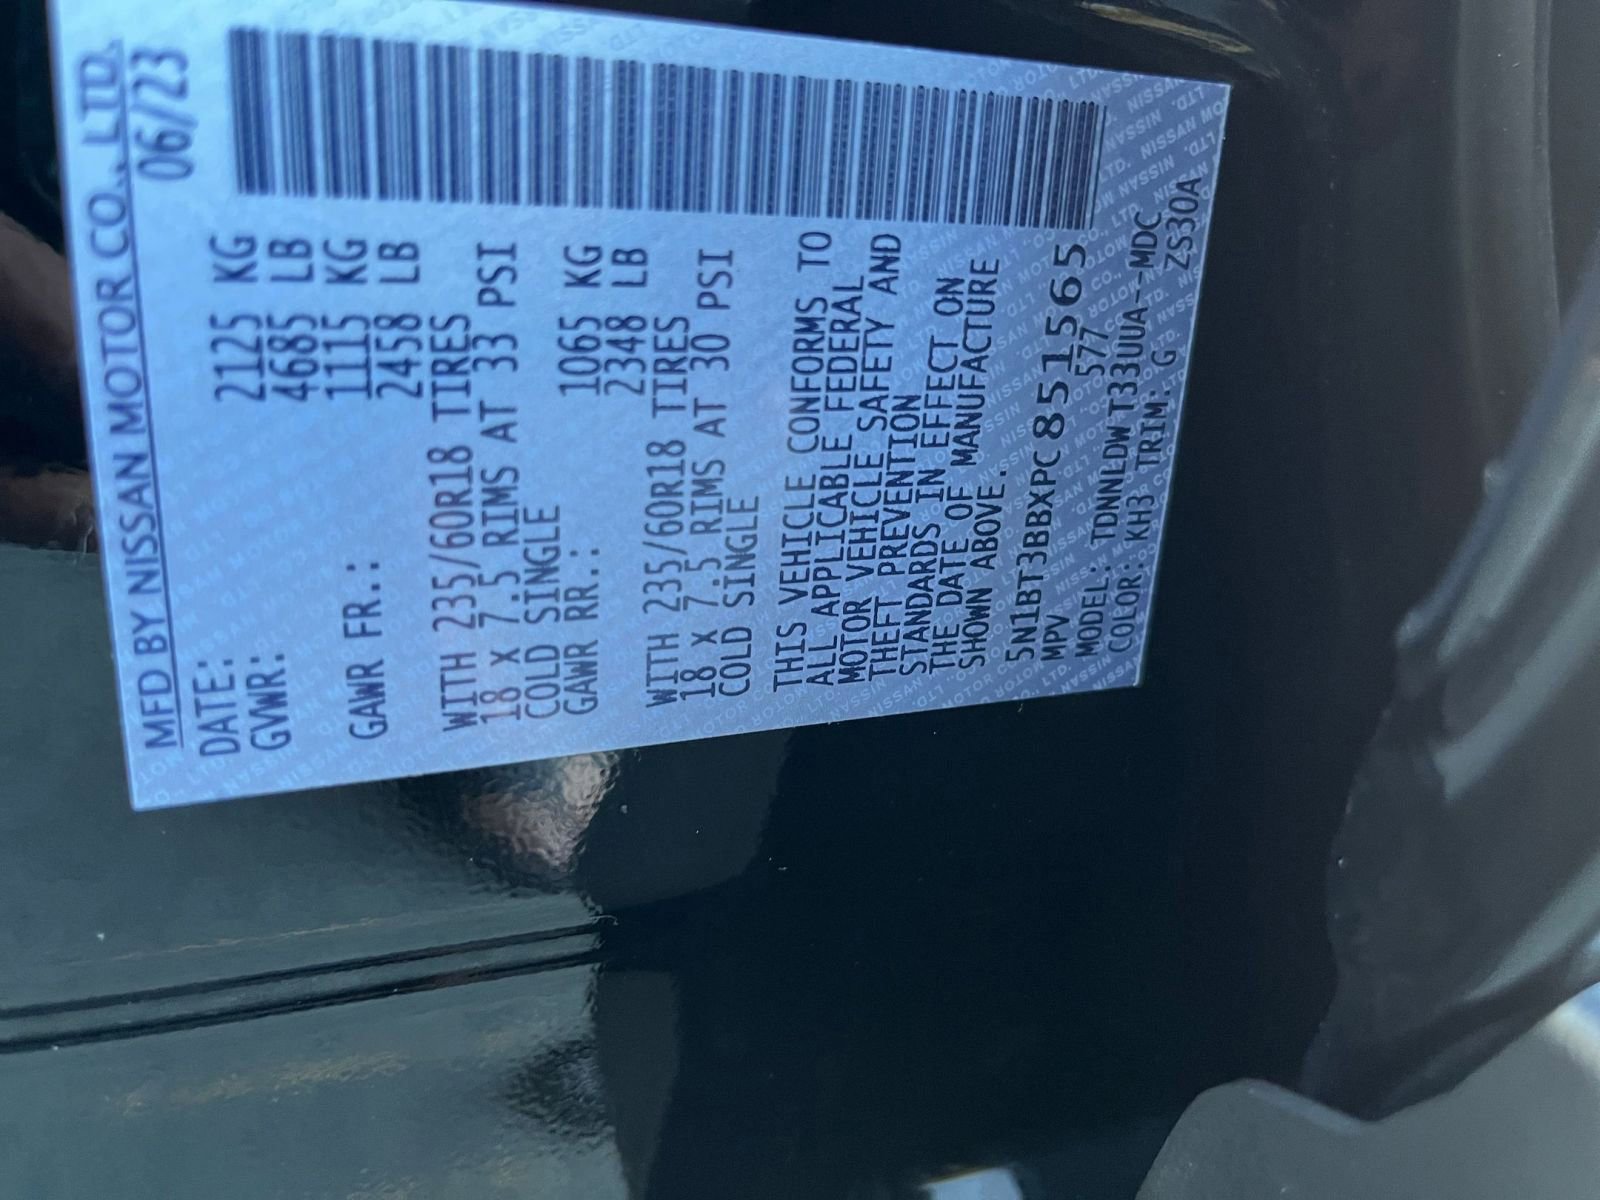 MFD BY NISSAN MOTOR CO., LTD.
DATE: 06/23
GVWR: 2125 KG
4685 LB
GAWR FR.: 1115 KG
2458 LB
WITH 235/60R18 TIRES
18 X 7.5 RIMS AT 33 PSI
COLD SINGLE
GAWR RR.: 1065 KG
2348 LB
WITH 235/60R18 TIRES
18 X 7.5 RIMS AT 30 PSI
COLD SINGLE
THIS VEHICLE CONFORMS TO
ALL APPLICABLE FEDERAL
MOTOR VEHICLE SAFETY AND
THEFT PREVENTION
STANDARDS IN EFFECT ON
THE DATE OF MANUFACTURE
SHOWN ABOVE.
5N1BT3BBXPC851565
MPV 577
MODEL: TDNNLDWT33UUA--MDC
COLOR: KH3 TRIM: G ZS30A